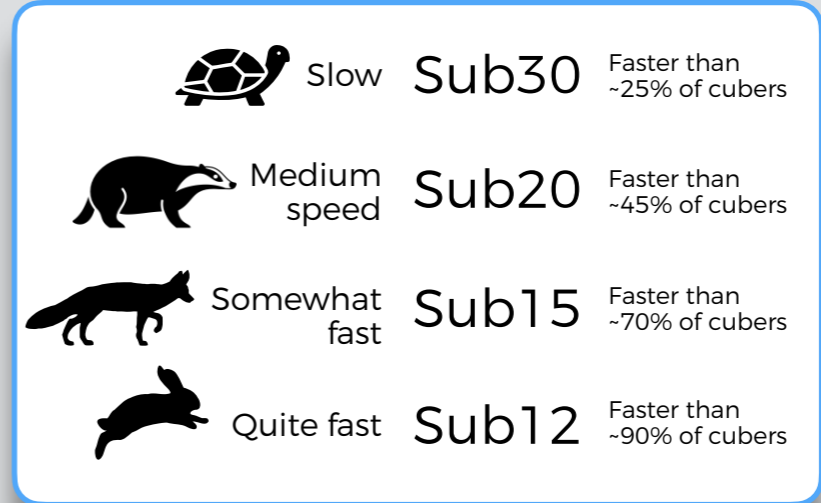 Slow Sub30 Faster than
~25% of cubers
Medium
speed Sub20 Faster than
~45% of cubers
Somewhat
fast Sub15 Faster than
~70% of cubers
Quite fast Sub12 Faster than
~90% of cubers